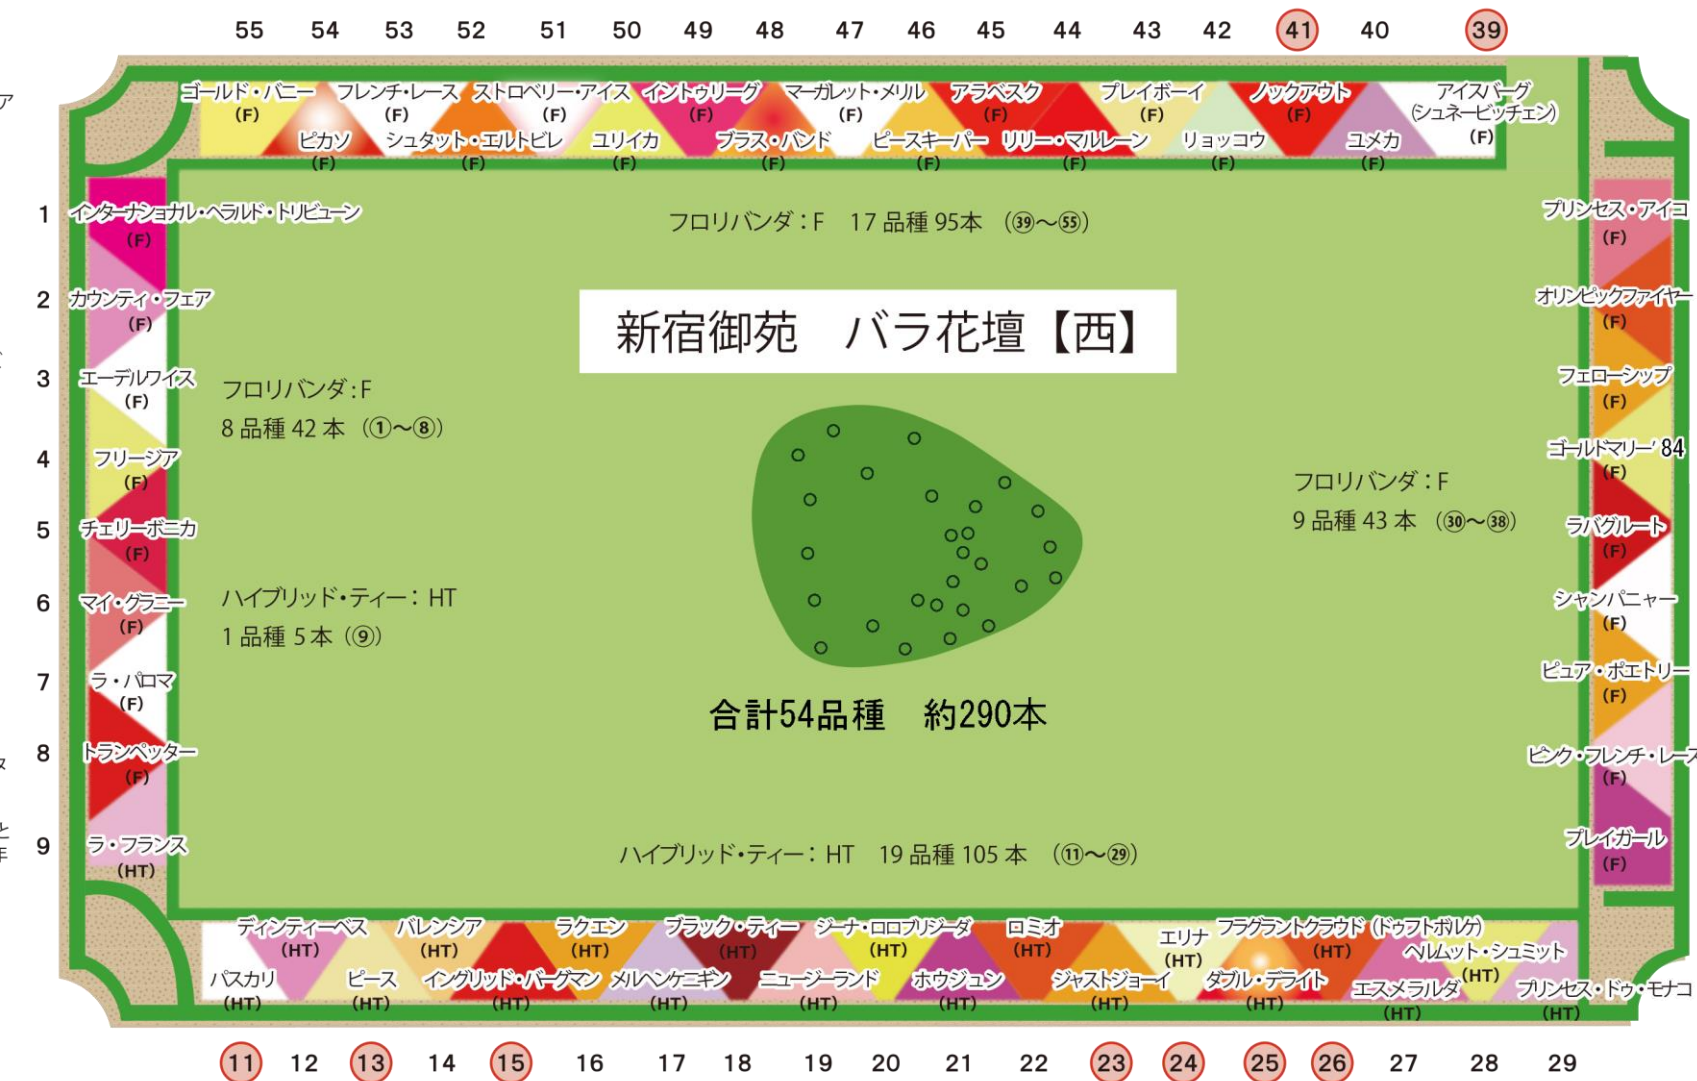 55 54 53 52 51 50 49 48 47 46 45 44 43 42 41 40 39
ゴールド・バニー
(F)
ピカソ
(F)
フレンチ・レース
(F)
シュタット・エルトビレ
(F)
ストロベリー・アイス
(F)
ユリイカ
(F)
イントゥリーグ
(F)
ブラス・バンド
(F)
マーガレット・メリル
(F)
ピースキーパー
(F)
アラベスク
(F)
リリー・マルレーン
(F)
プレイボーイ
(F)
リョッコウ
(F)
ノックアウト
(F)
ユメカ
(F)
アイスバーグ
(シュネービッチェン)
(F)
ア
1 インターナショナル・ヘラルド・トリビューン
(F)
2 カウンティ・フェア
(F)
3 エーデルワイス
(F)
4 フリージア
(F)
5 チェリーボニカ
(F)
6 マイ・グラニー
(F)
7 ラ・パロマ
(F)
8 トランペッター
(F)
9 ラ・フランス
(HT)
フロリバンダ：F 17 品種 95本 (㊴～55)
新宿御苑 バラ花壇【西】
フロリバンダ：F
8 品種 42 本 (①～⑧)
ハイブリッド・ティー：HT
1 品種 5 本 (⑨)
フロリバンダ：F
9 品種 43 本 (㉚～㊳)
合計54品種 約290本
ハイブリッド・ティー：HT 19 品種 105 本 (⑪～㉙)
プリンセス・アイコ
(F)
オリンピックファイヤー
(F)
フェローシップ
(F)
ゴールドマリー'84
(F)
ラバグルート
(F)
シャンパニャー
(F)
ピュア・ポエトリー
(F)
ピンク・フレンチ・レース
(F)
プレイガール
(F)
パスカリ
(HT)
ディンティーベス
(HT)
ピース
(HT)
バレンシア
(HT)
イングリッド・バーグマン
(HT)
ラクエン
(HT)
メルヘンケニギン
(HT)
ブラック・ティー
(HT)
ニュージーランド
(HT)
ジーナ・ロロブリジーダ
(HT)
ホウジュン
(HT)
ロミオ
(HT)
ジャストジョーイ
(HT)
エリナ
(HT)
ダブル・デライト
(HT)
フラグラントクラウド (ドゥフトボルケ)
(HT)
エスメラルダ
(HT)
ヘルムット・シュミット
(HT)
プリンセス・ドゥ・モナコ
(HT)
11 12 13 14 15 16 17 18 19 20 21 22 23 24 25 26 27 28 29